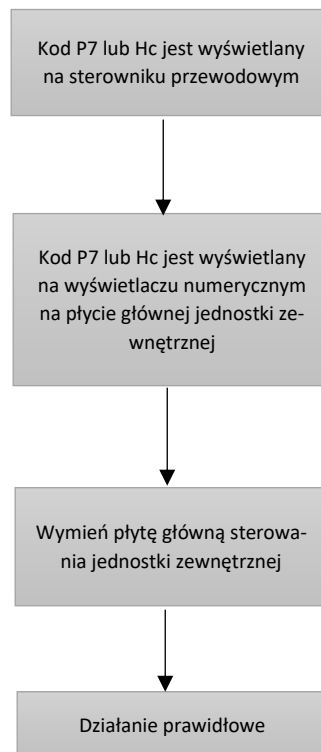 Kod P7 lub Hc jest wyświetlany
na sterowniku przewodowym
Kod P7 lub Hc jest wyświetlany
na wyświetlaczu numerycznym
na płycie głównej jednostki ze-
wnętrznej
Wymień płytę główną sterowa-
nia jednostki zewnętrznej
Działanie prawidłowe